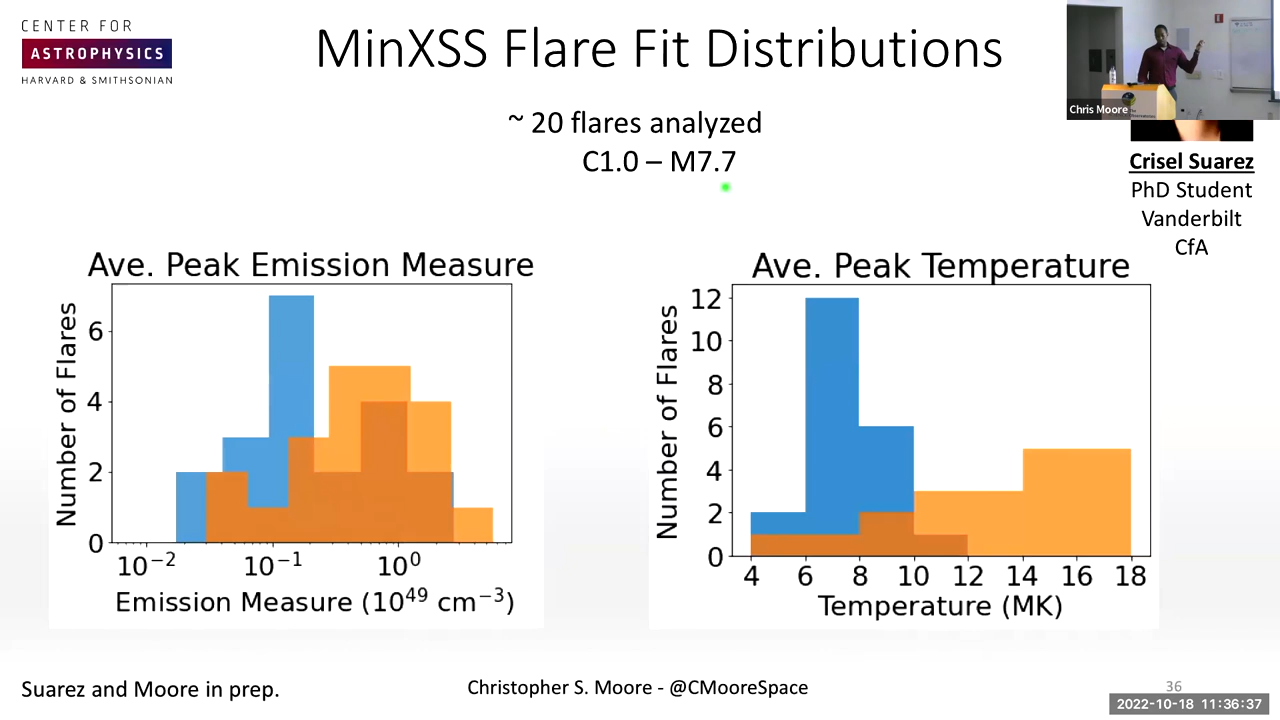 CENTER FOR
ASTROPHYSICS
HARVARD & SMITHSONIAN
MinXSS Flare Fit Distributions
~ 20 flares analyzed
C1.0 – M7.7
Chris Moore
Crisel Suarez
PhD Student
Vanderbilt
CfA
Ave. Peak Emission Measure
Number of Flares
6
4
2
0
10⁻² 10⁻¹ 10⁰
Emission Measure (10⁴⁹ cm⁻³)
Ave. Peak Temperature
Number of Flares
12
10
8
6
4
2
0
4 6 8 10 12 14 16 18
Temperature (MK)
Suarez and Moore in prep.
Christopher S. Moore - @CMooreSpace
36
2022-10-18 11:36:37